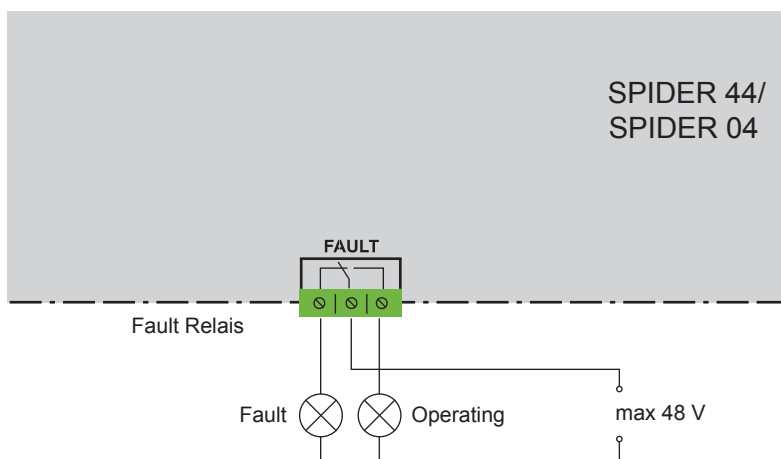 SPIDER 44/
SPIDER 04
FAULT
Fault Relais
Fault
Operating
max 48 V